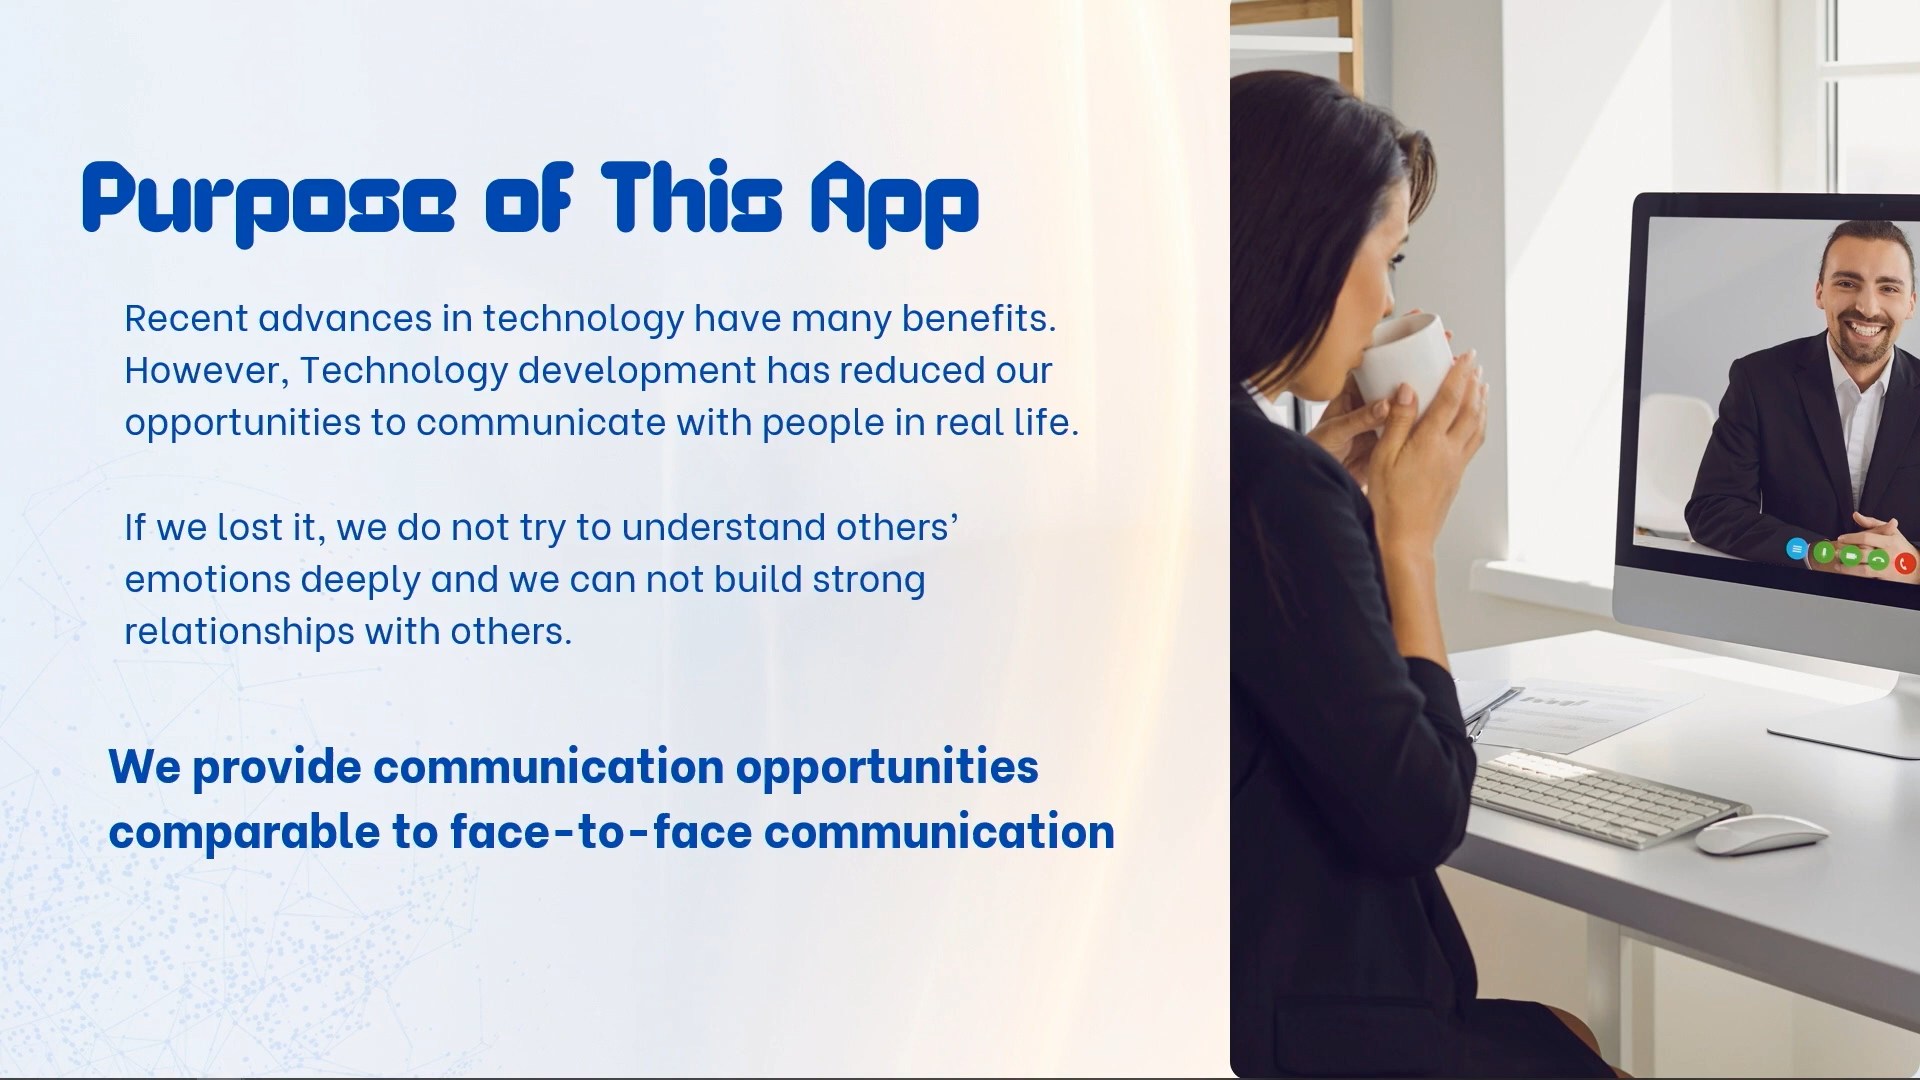 Purpose of This App
Recent advances in technology have many benefits.
However, Technology development has reduced our
opportunities to communicate with people in real life.
If we lost it, we do not try to understand others’
emotions deeply and we can not build strong
relationships with others.
We provide communication opportunities
comparable to face-to-face communication